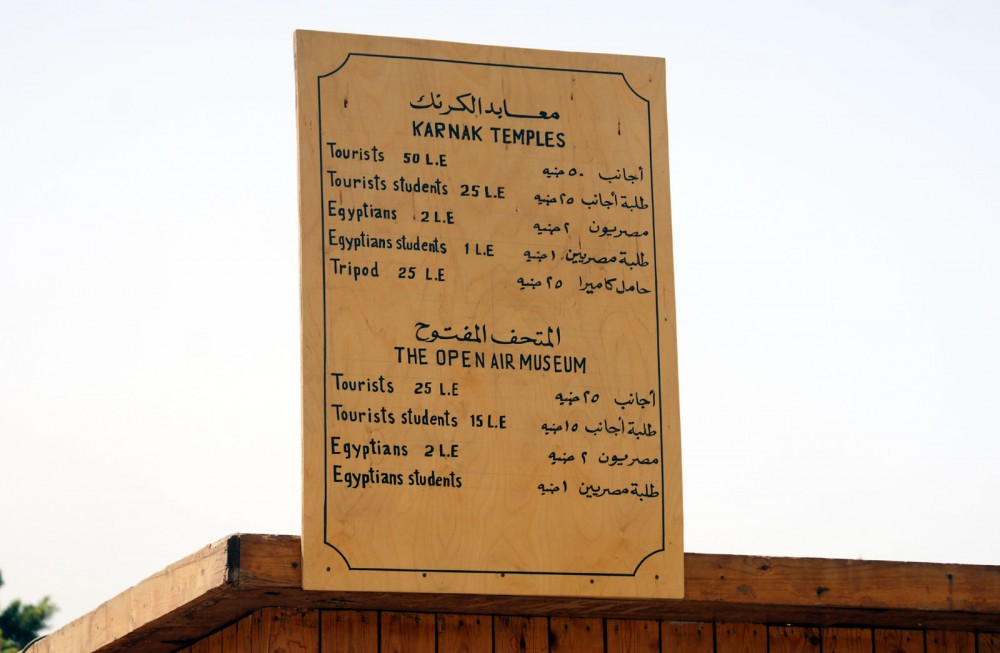 معابد الكرنك
KARNAK TEMPLES
Tourists 50 L.E أجانب ٥٠ جنيه
Tourists students 25 L.E طلبة أجانب ٢٥ جنيه
Egyptians 2 L.E مصريون ٢ جنيه
Egyptians students 1 L.E طلبة مصريين ١ جنيه
Tripod 25 L.E حامل كاميرا ٢٥ جنيه
المتحف المفتوح
THE OPEN AIR MUSEUM
Tourists 25 L.E أجانب ٢٥ جنيه
Tourists students 15 L.E طلبة أجانب ١٥ جنيه
Egyptians 2 L.E مصريون ٢ جنيه
Egyptians students طلبة مصريين ١ جنيه